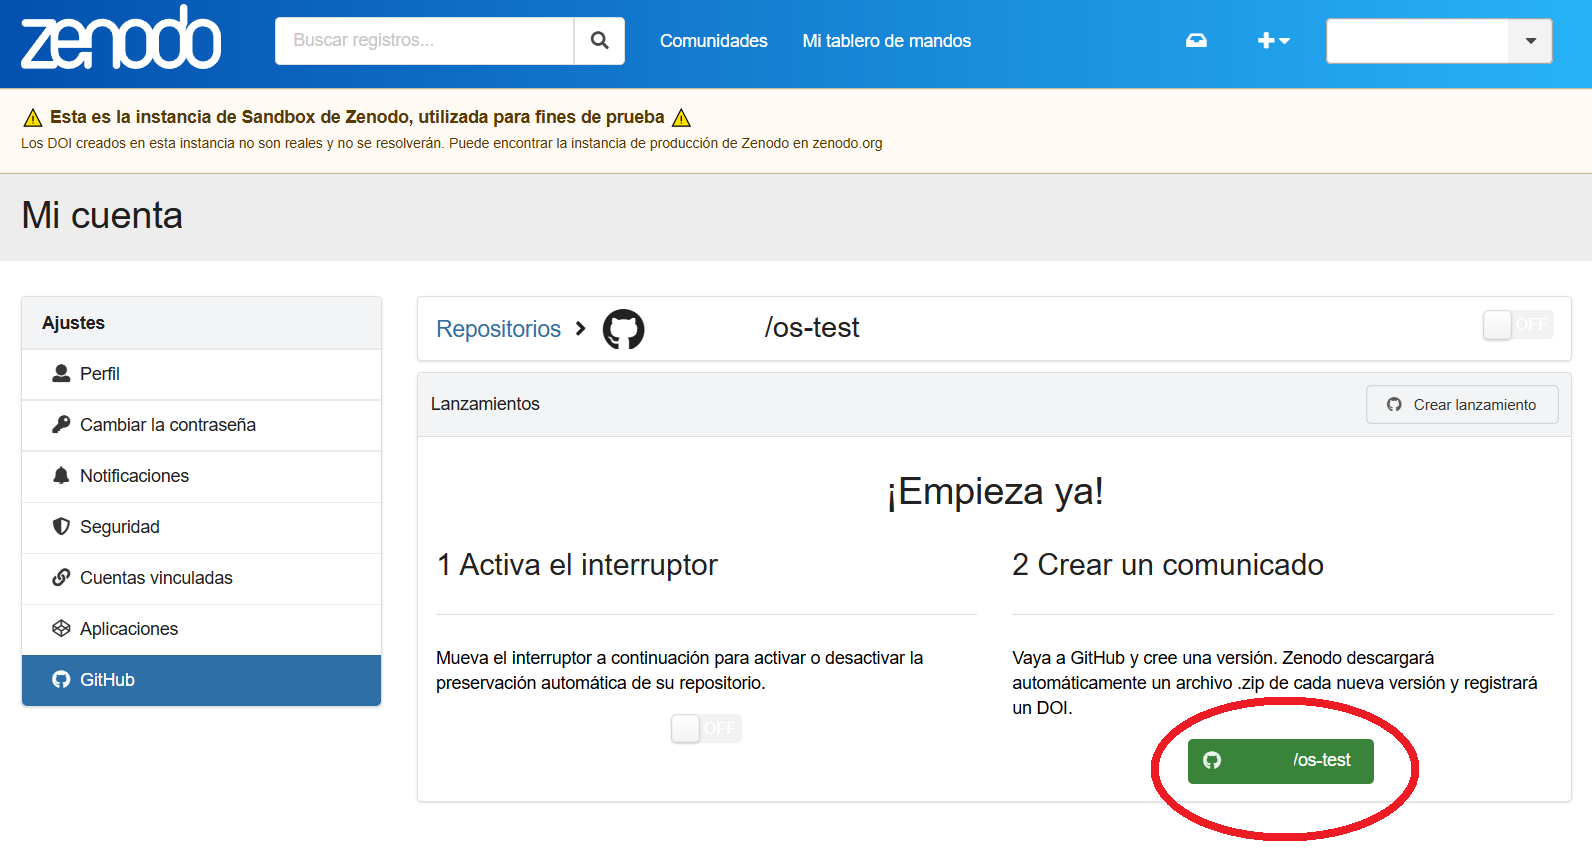 zenodo
Buscar registros...
Comunidades
Mi tablero de mandos
Esta es la instancia de Sandbox de Zenodo, utilizada para fines de prueba
Los DOI creados en esta instancia no son reales y no se resolverán. Puede encontrar la instancia de producción de Zenodo en zenodo.org
Mi cuenta
Ajustes
Perfil
Cambiar la contraseña
Notificaciones
Seguridad
Cuentas vinculadas
Aplicaciones
GitHub
Repositorios
/os-test
OFF
Lanzamientos
Crear lanzamiento
¡Empieza ya!
1 Activa el interruptor
Mueva el interruptor a continuación para activar o desactivar la
preservación automática de su repositorio.
OFF
2 Crear un comunicado
Vaya a GitHub y cree una versión. Zenodo descargará
automáticamente un archivo .zip de cada nueva versión y registrará
un DOI.
/os-test